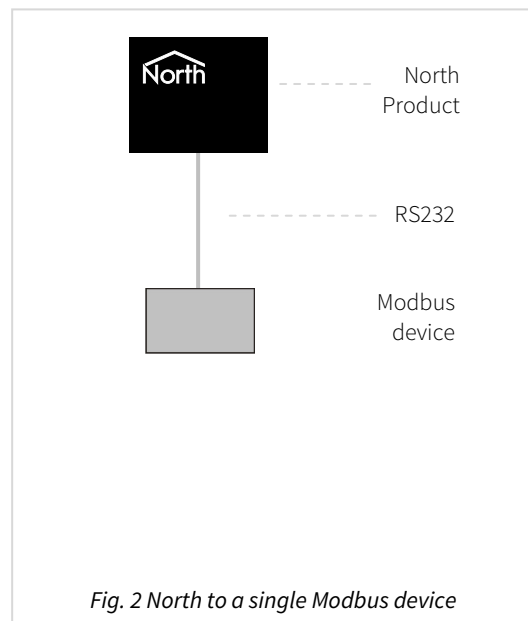 North
North
Product
RS232
Modbus
device
Fig. 2 North to a single Modbus device